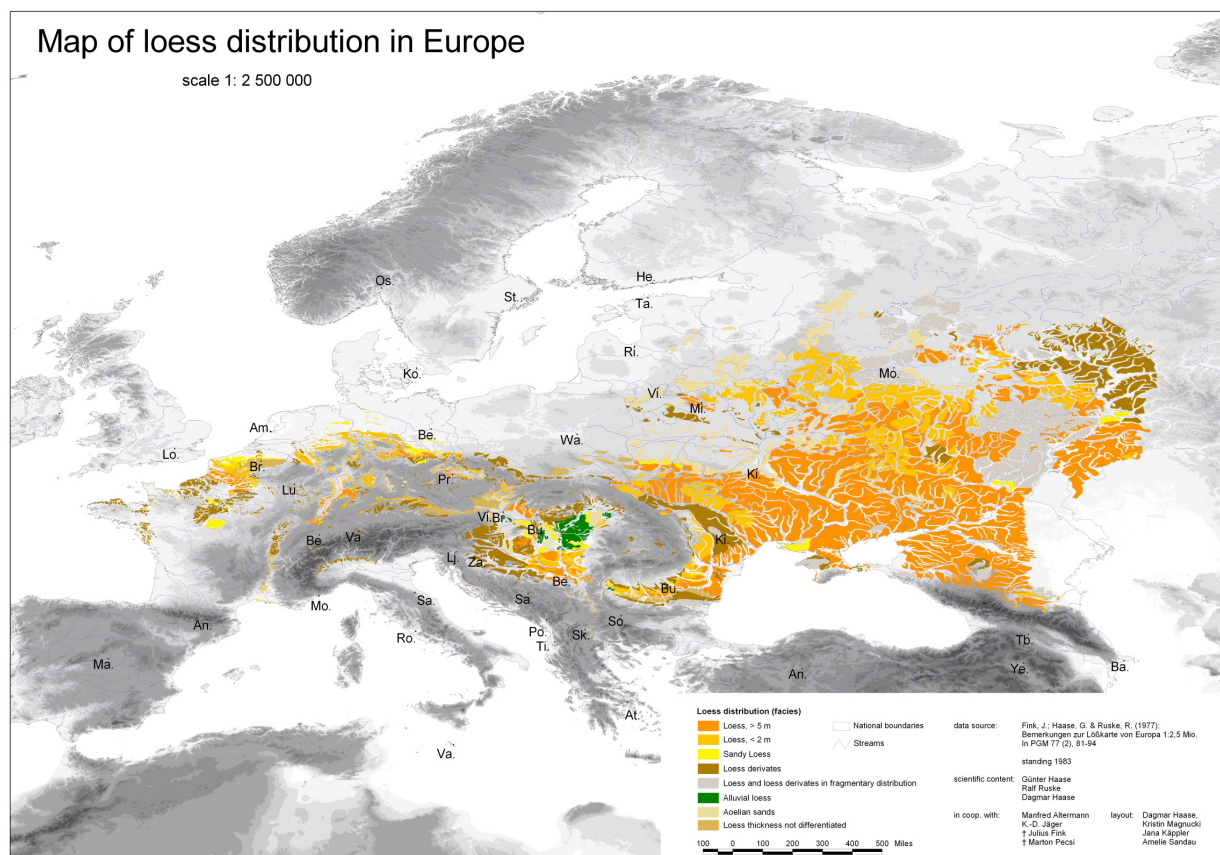 Map of loess distribution in Europe
scale 1: 2 500 000
Os.
He.
St.
Ta.
Rí.
Ko.
Ví.
Mi.
Mo.
Am.
Be.
Wa.
Lo.
Br.
Kí.
Lu.
Pr.
Ví.
Br.
Bu.
Kí.
Be.
Va.
Lj.
Za.
Be.
Bu.
Mo.
Sa.
Sa.
An.
Po.
So.
Sk.
Ro.
Ti.
Tb.
Ma.
An.
Ye.
Ba.
At.
Va.
Loess distribution (facies)
Loess, > 5 m
Loess, < 2 m
Sandy Loess
Loess derivates
Loess and loess derivates in fragmentary distribution
Alluvial loess
Aoelian sands
Loess thickness not differentiated
National boundaries
Streams
100 0 100 200 300 400 500 Miles
data source: Fink, J.; Haase, G. & Ruske, R. (1977):
Bemerkungen zur Lößkarte von Europa 1:2,5 Mio.
In PGM 77 (2), 81-94
standing 1983
scientific content: Günter Haase
Ralf Ruske
Dagmar Haase
in coop. with: Manfred Altermann
K.-D. Jäger
† Julius Fink
† Marton Pecsi
layout: Dagmar Haase,
Kristin Magnucki
Jana Käppler
Amelie Sandau